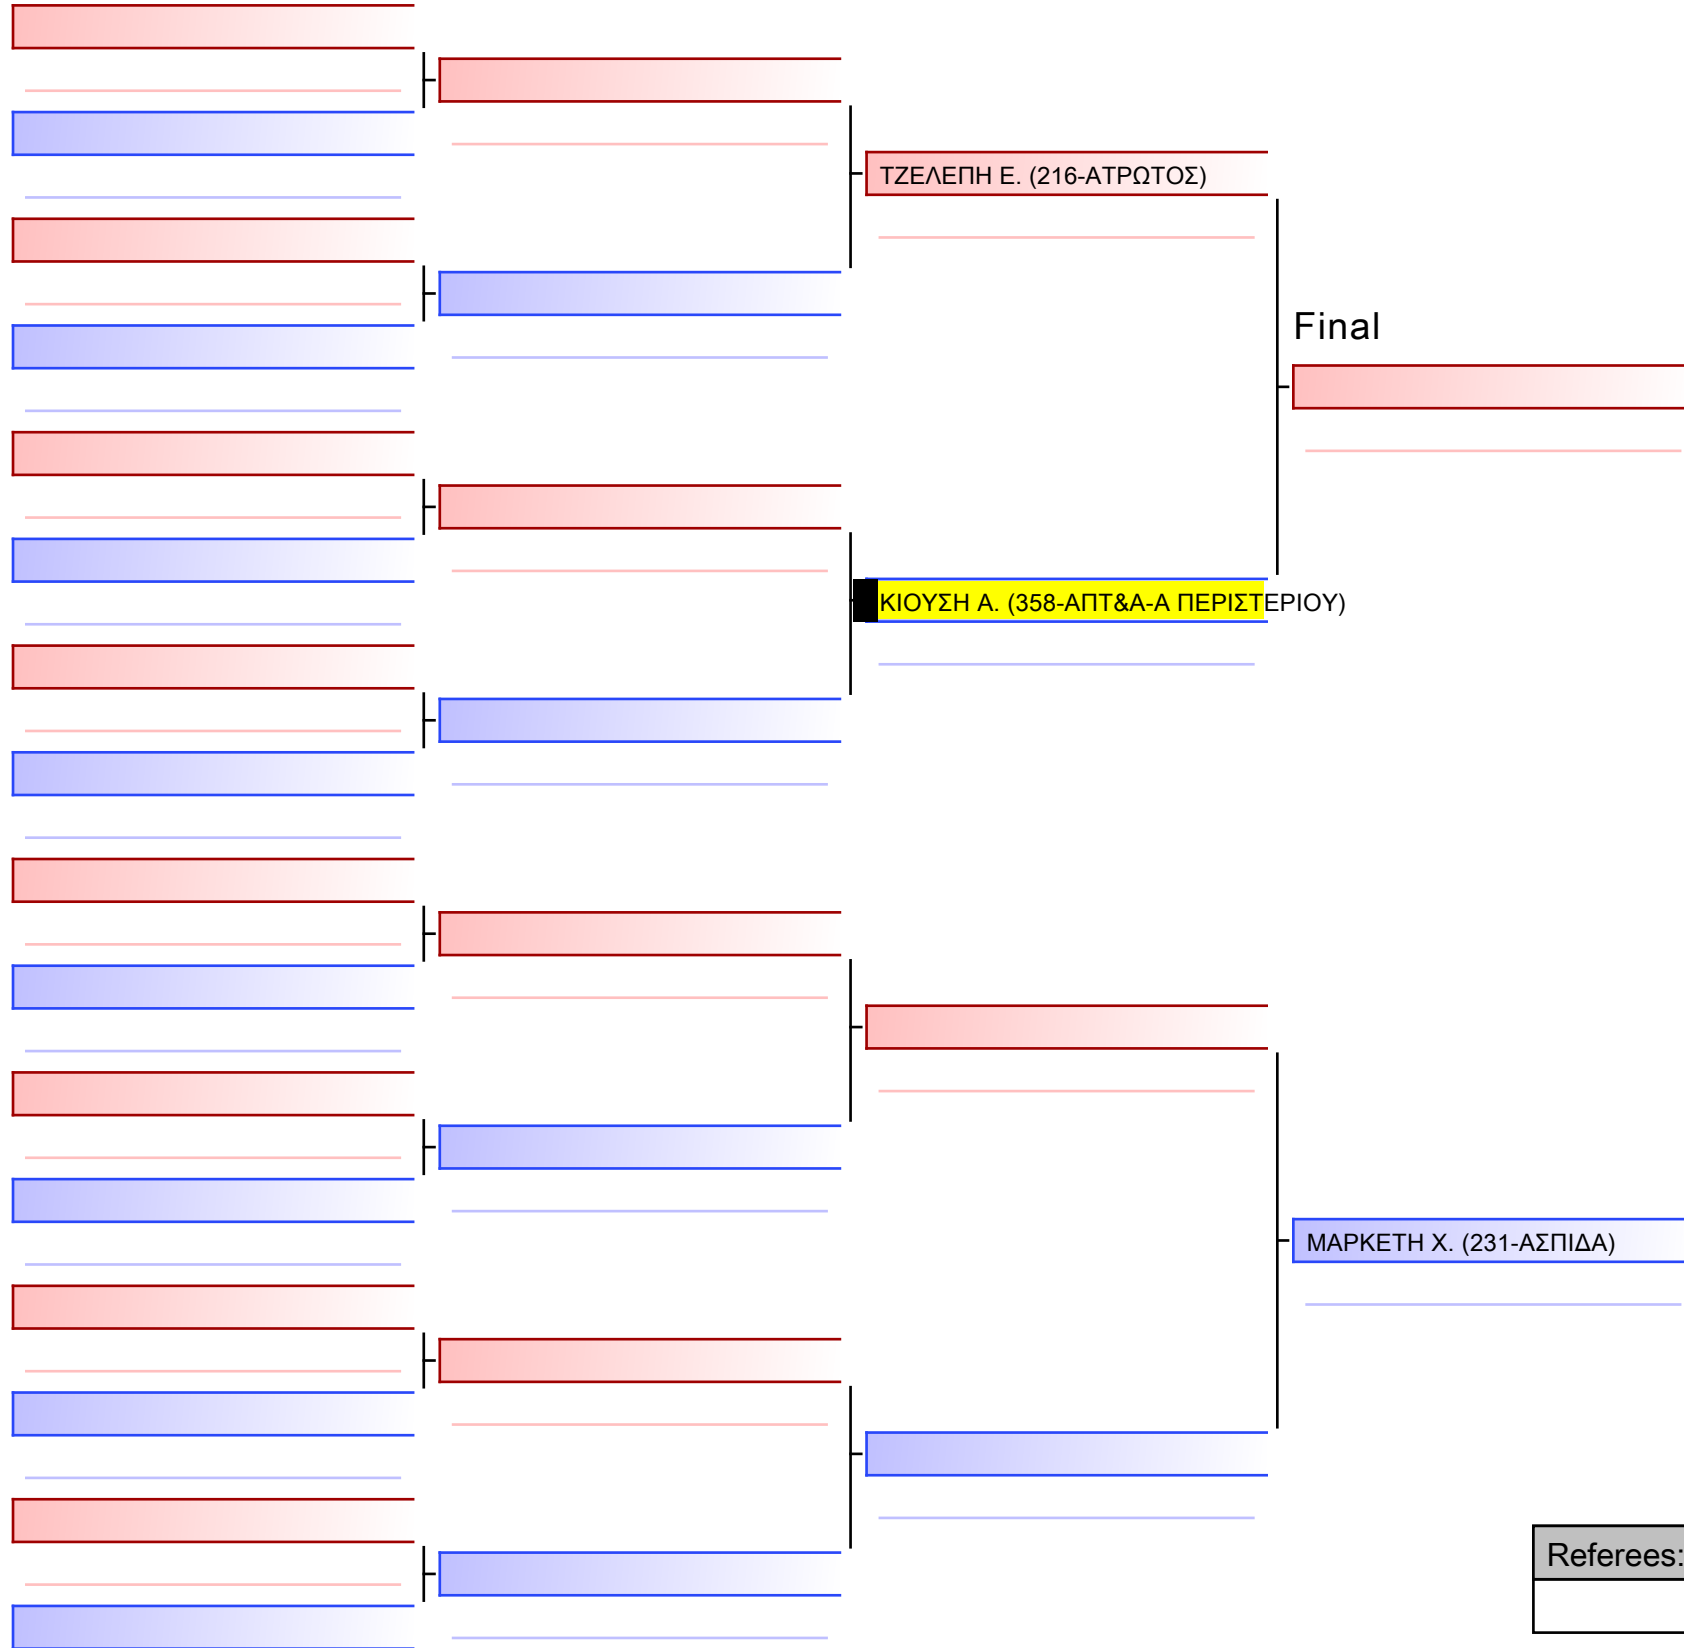 ΤΖΕΛΕΠΗ Ε. (216-ΑΤΡΩΤΟΣ)
Final
ΚΙΟΥΣΗ Α. (358-ΑΠΤ&Α-Α ΠΕΡΙΣΤΕΡΙΟΥ)
ΜΑΡΚΕΤΗ Χ. (231-ΑΣΠΙΔΑ)
Referees: